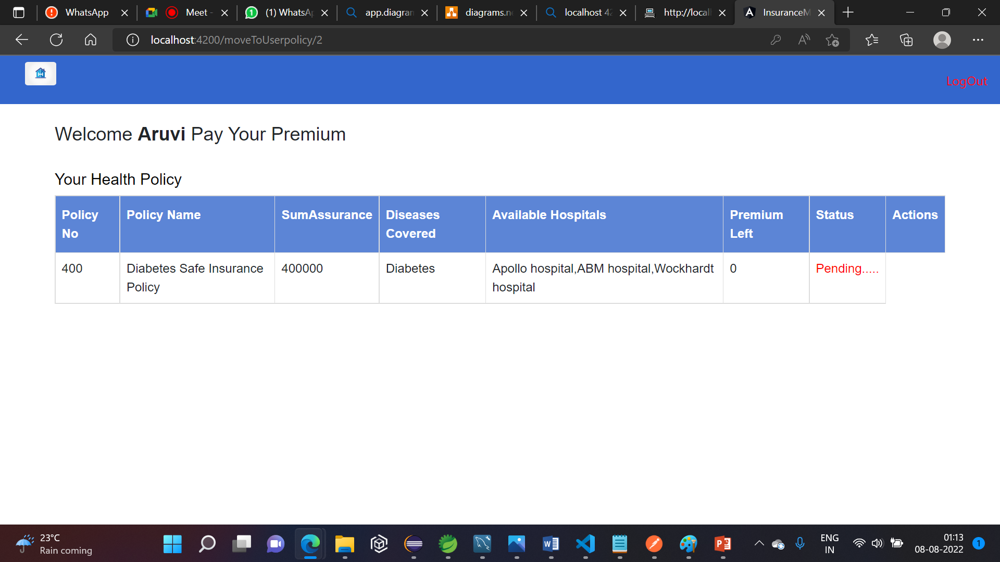 WhatsApp
Meet -
(1) WhatsAp
app.diagran
diagrams.ne
localhost 42
http://locall
InsuranceM
localhost:4200/moveToUserpolicy/2
LogOut
Welcome Aruvi Pay Your Premium
Your Health Policy
Policy No
Policy Name
SumAssurance
Diseases Covered
Available Hospitals
Premium Left
Status
Actions
400
Diabetes Safe Insurance Policy
400000
Diabetes
Apollo hospital,ABM hospital,Wockhardt hospital
0
Pending.....
23°C
Rain coming
ENG
IN
01:13
08-08-2022
1